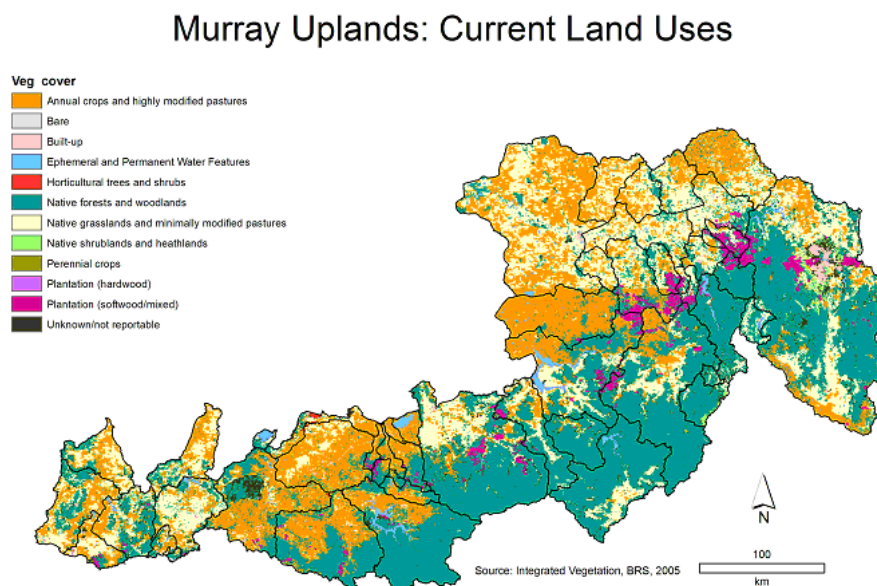 Murray Uplands: Current Land Uses
Veg cover
Annual crops and highly modified pastures
Bare
Built-up
Ephemeral and Permanent Water Features
Horticultural trees and shrubs
Native forests and woodlands
Native grasslands and minimally modified pastures
Native shrublands and heathlands
Perennial crops
Plantation (hardwood)
Plantation (softwood/mixed)
Unknown/not reportable
N
Source: Integrated Vegetation, BRS, 2005
100
km